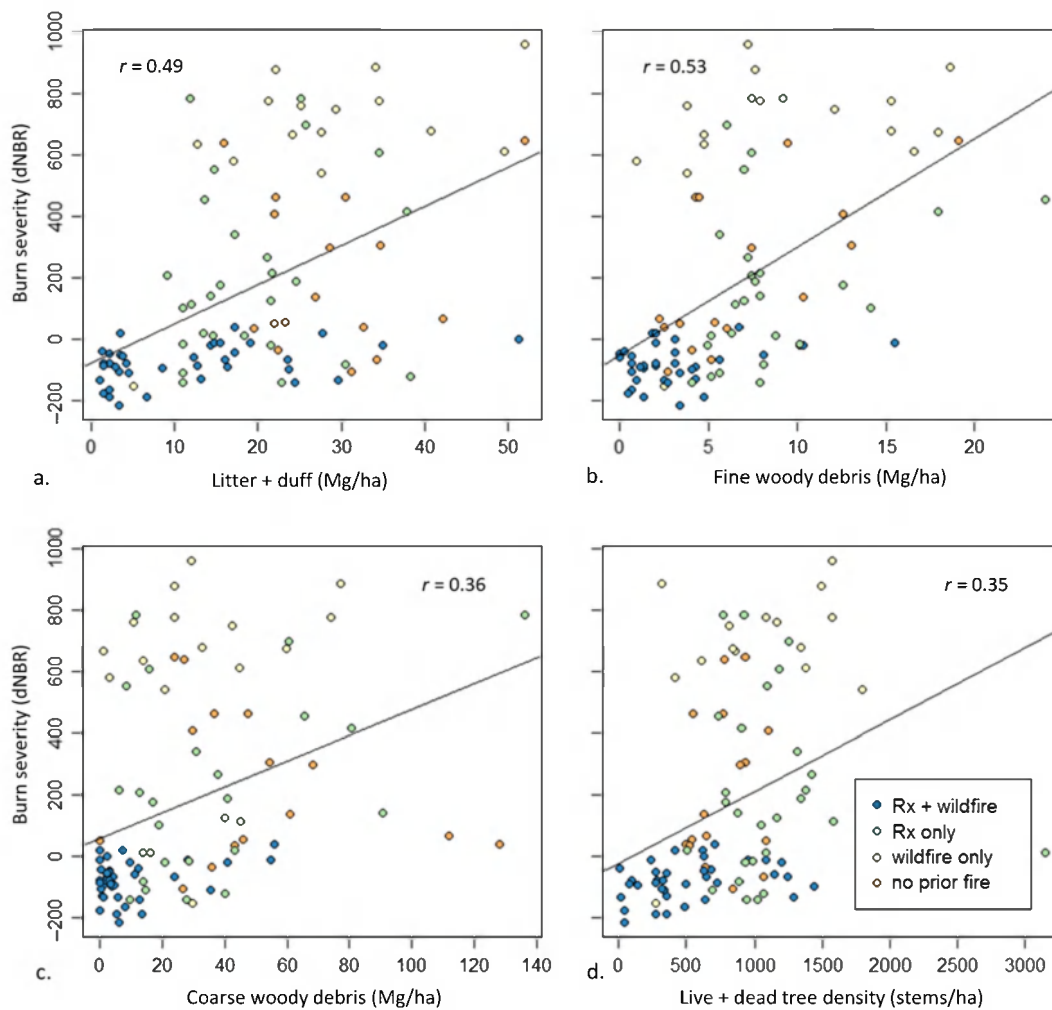 r = 0.49
Burn severity (dNBR)
−200 0 200 400 600 800 1000
0 10 20 30 40 50
Litter + duff (Mg/ha)
a.
r = 0.53
0 5 10 15 20
Fine woody debris (Mg/ha)
b.
r = 0.36
Burn severity (dNBR)
−200 0 200 400 600 800 1000
0 20 40 60 80 100 120 140
Coarse woody debris (Mg/ha)
c.
r = 0.35
Rx + wildfire
Rx only
wildfire only
no prior fire
0 500 1000 1500 2000 2500 3000
Live + dead tree density (stems/ha)
d.